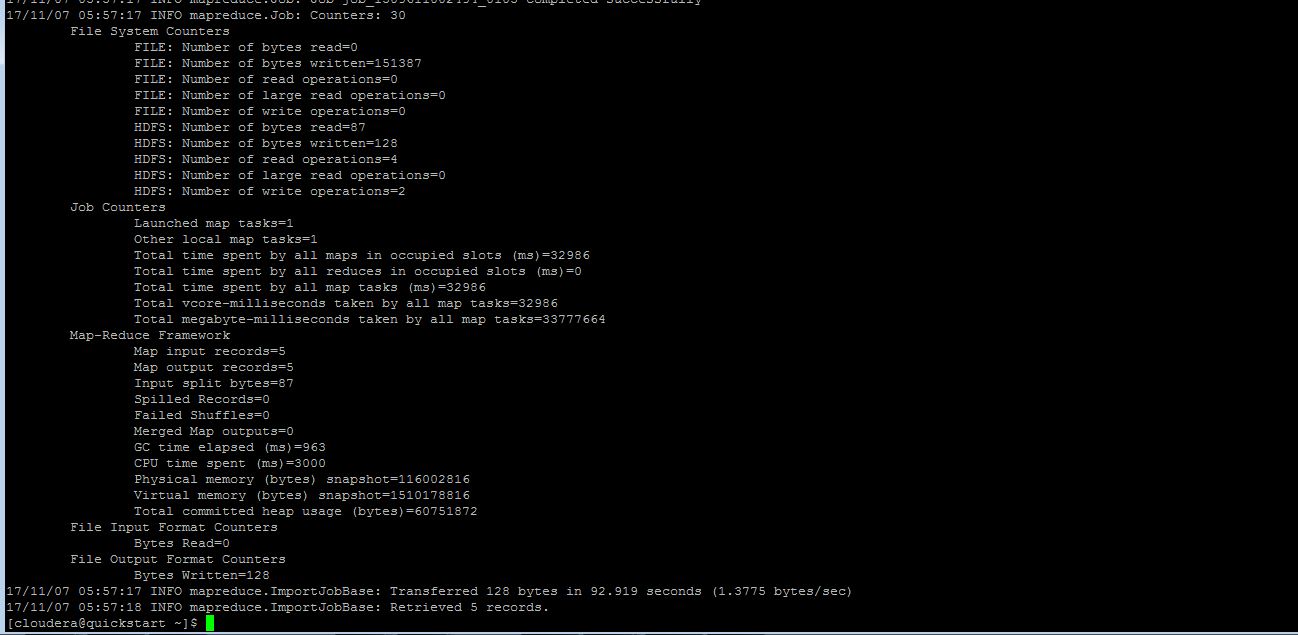 17/11/07 05:57:17 INFO mapreduce.Job: Job completed successfully
17/11/07 05:57:17 INFO mapreduce.Job: Counters: 30
File System Counters
FILE: Number of bytes read=0
FILE: Number of bytes written=151387
FILE: Number of read operations=0
FILE: Number of large read operations=0
FILE: Number of write operations=0
HDFS: Number of bytes read=87
HDFS: Number of bytes written=128
HDFS: Number of read operations=4
HDFS: Number of large read operations=0
HDFS: Number of write operations=2
Job Counters
Launched map tasks=1
Other local map tasks=1
Total time spent by all maps in occupied slots (ms)=32986
Total time spent by all reduces in occupied slots (ms)=0
Total time spent by all map tasks (ms)=32986
Total vcore-milliseconds taken by all map tasks=32986
Total megabyte-milliseconds taken by all map tasks=33777664
Map-Reduce Framework
Map input records=5
Map output records=5
Input split bytes=87
Spilled Records=0
Failed Shuffles=0
Merged Map outputs=0
GC time elapsed (ms)=963
CPU time spent (ms)=3000
Physical memory (bytes) snapshot=116002816
Virtual memory (bytes) snapshot=1510178816
Total committed heap usage (bytes)=60751872
File Input Format Counters
Bytes Read=0
File Output Format Counters
Bytes Written=128
17/11/07 05:57:17 INFO mapreduce.ImportJobBase: Transferred 128 bytes in 92.919 seconds (1.3775 bytes/sec)
17/11/07 05:57:18 INFO mapreduce.ImportJobBase: Retrieved 5 records.
[cloudera@quickstart ~]$